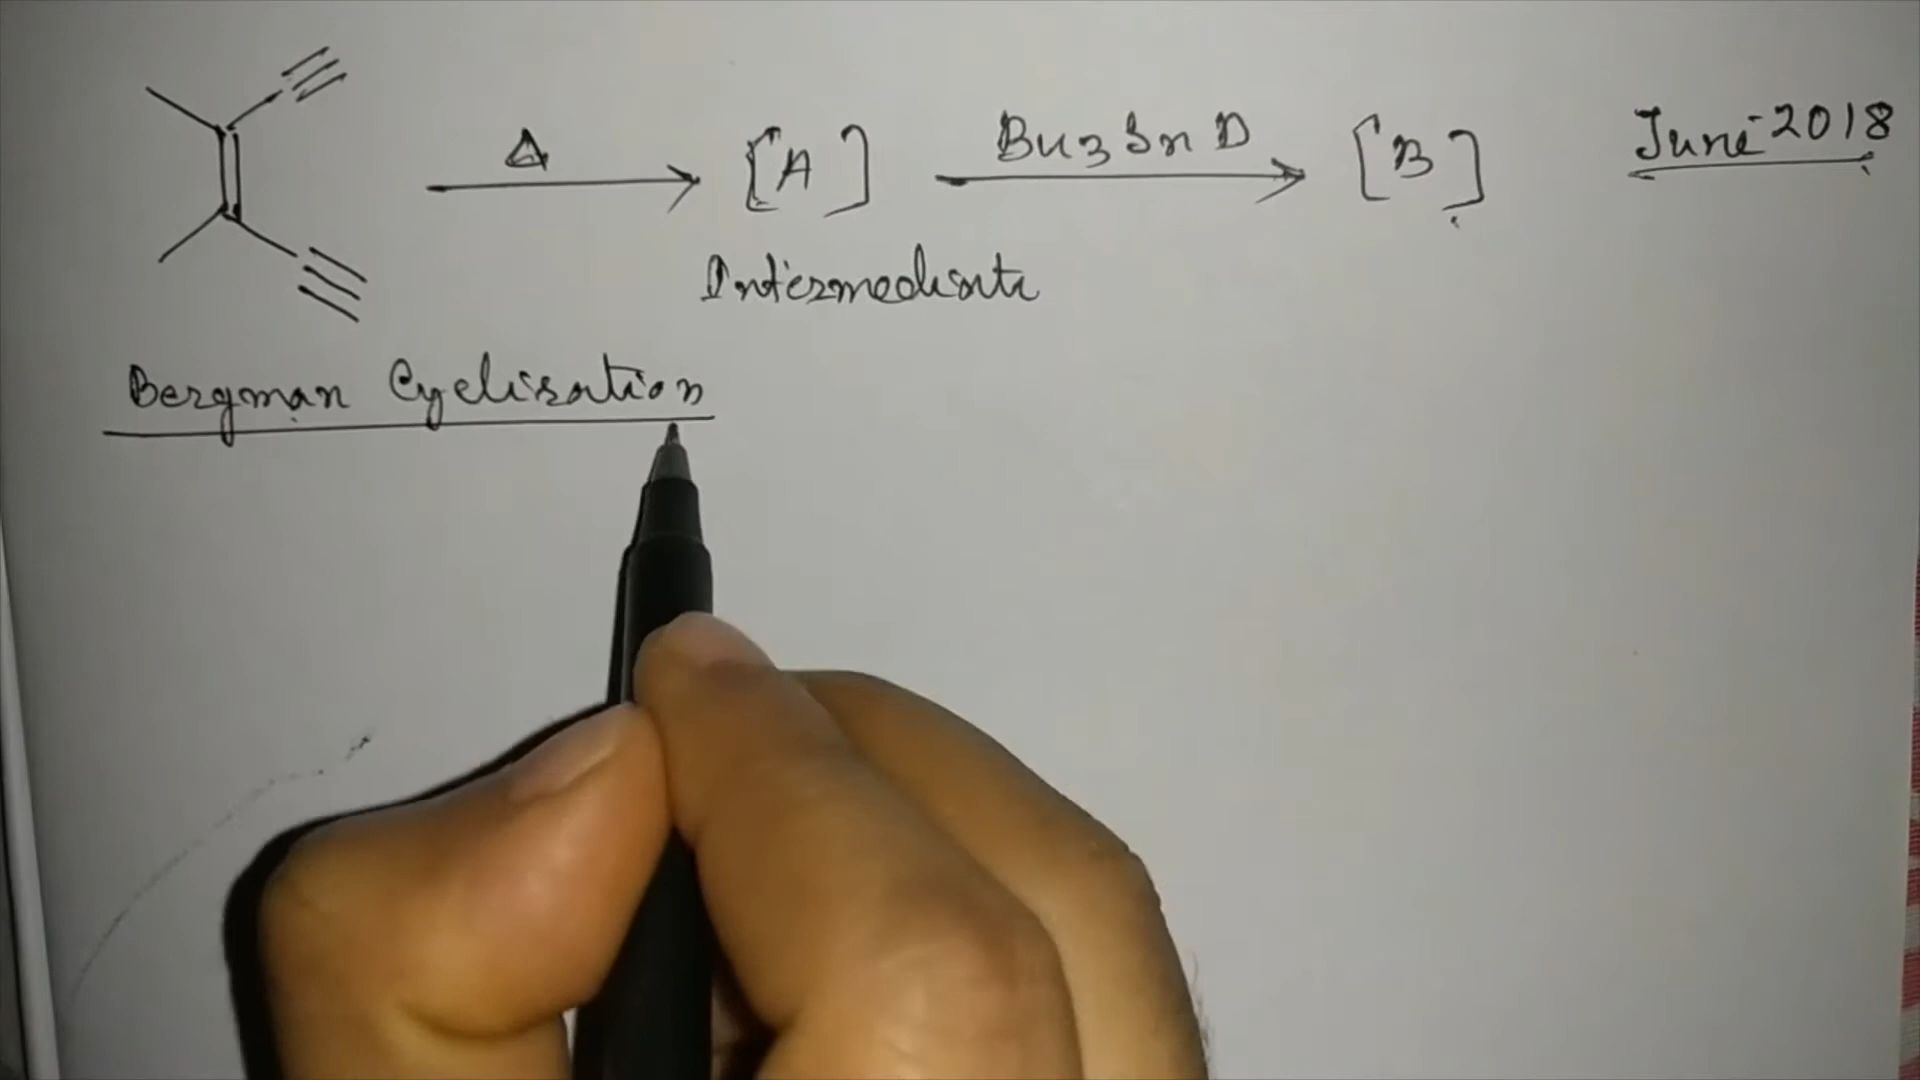 Δ [A] Bu3SnD [B] June-2018
Intermediate
Bergman Cyclisation